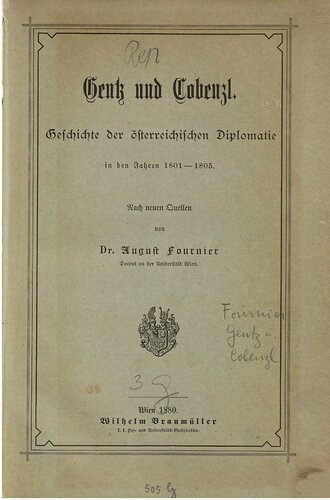 Rep
Gentz und Cobenzl.
Geschichte der österreichischen Diplomatie
in den Jahren 1801—1805.
Nach neuen Quellen
von
Dr. August Fournier
Docent an der Universität Wien.
Fournier
Gentz u.
Cobenzl
3
Wien, 1880.
Wilhelm Braumüller
k. k. Hof- und Universitäts-Buchhändler.
505